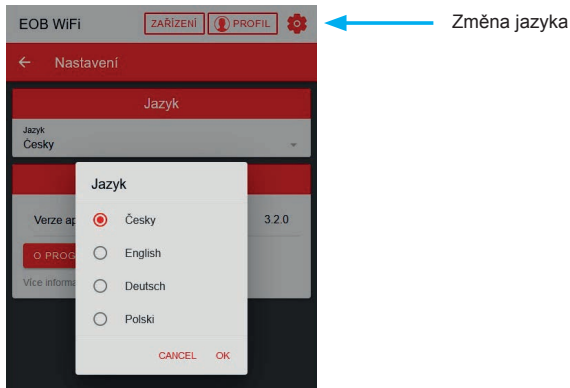 EOB WiFi ZAŘÍZENÍ PROFIL
Změna jazyka
Nastavení
Jazyk
Jazyk
Česky
Jazyk
Verze ap 3.2.0
Česky
English
O PROG
Více informa
Deutsch
Polski
CANCEL OK